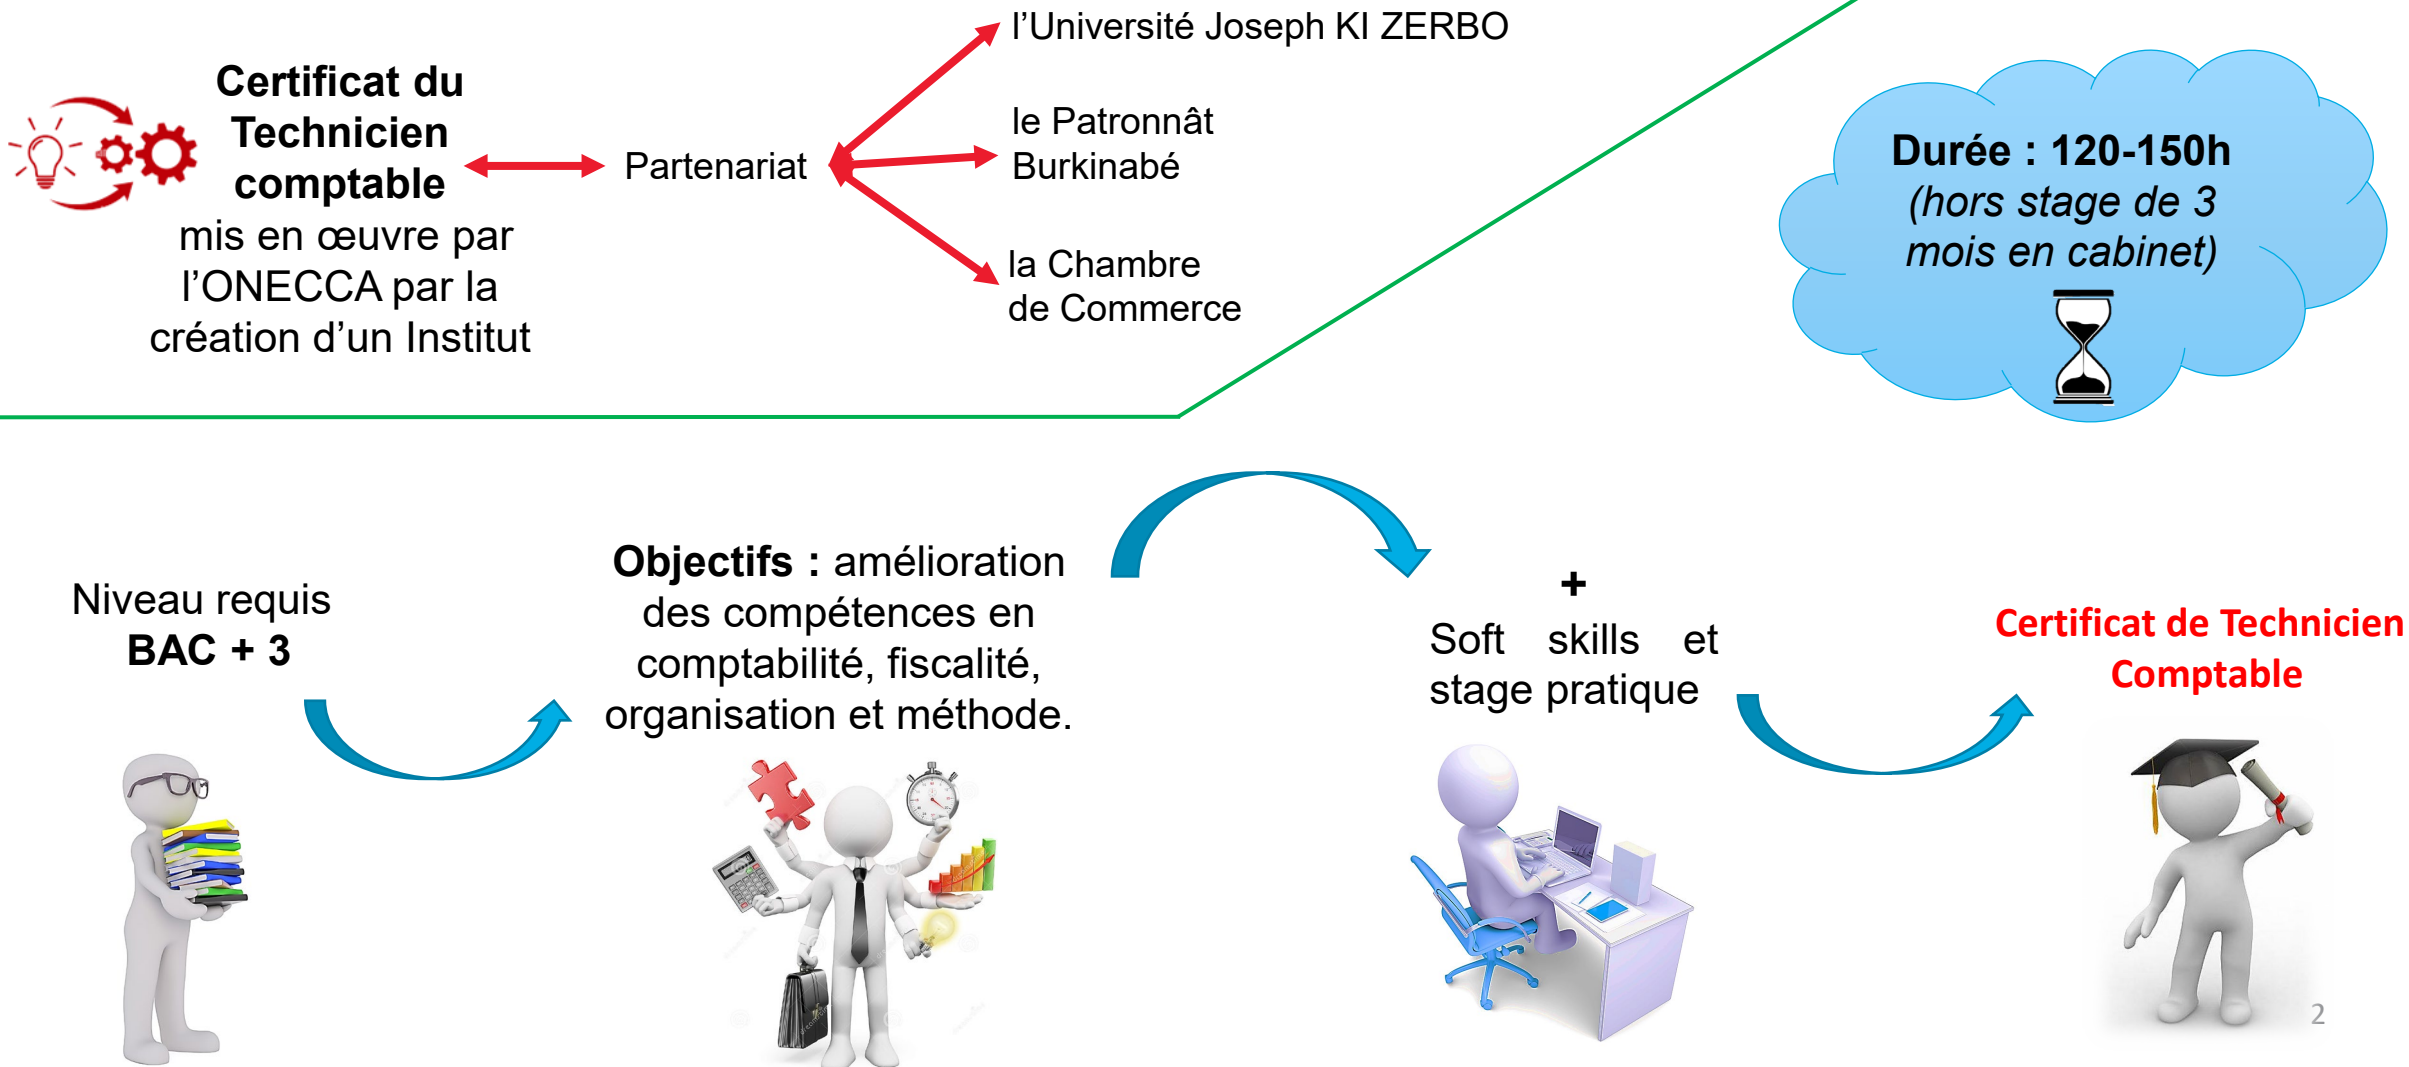 Certificat du
Technicien
comptable
mis en œuvre par
l’ONECCA par la
création d’un Institut
Partenariat
l’Université Joseph KI ZERBO
le Patronnât
Burkinabé
la Chambre
de Commerce
Durée : 120-150h
(hors stage de 3
mois en cabinet)
Niveau requis
BAC + 3
Objectifs : amélioration
des compétences en
comptabilité, fiscalité,
organisation et méthode.
+
Soft skills et
stage pratique
Certificat de Technicien
Comptable
2